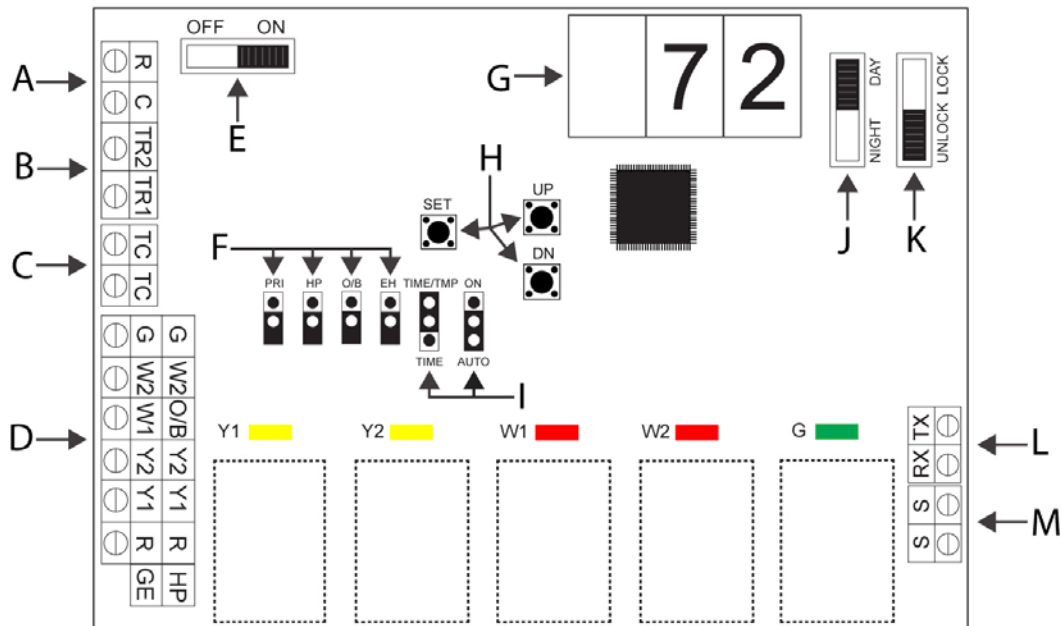 OFF ON
A
R
C
B
TR2
TR1
C
TC
TC
D
G G
W2 W2
W1 O/B
Y2 Y2
Y1 Y1
R R
GE HP
E
G
72
DAY
NIGHT
LOCK
UNLOCK
J
K
H
SET
UP
DN
F
PRI HP O/B EH TIME/TMP ON
TIME AUTO
I
Y1 Y2 W1 W2 G
TX
RX
L
S
S
M